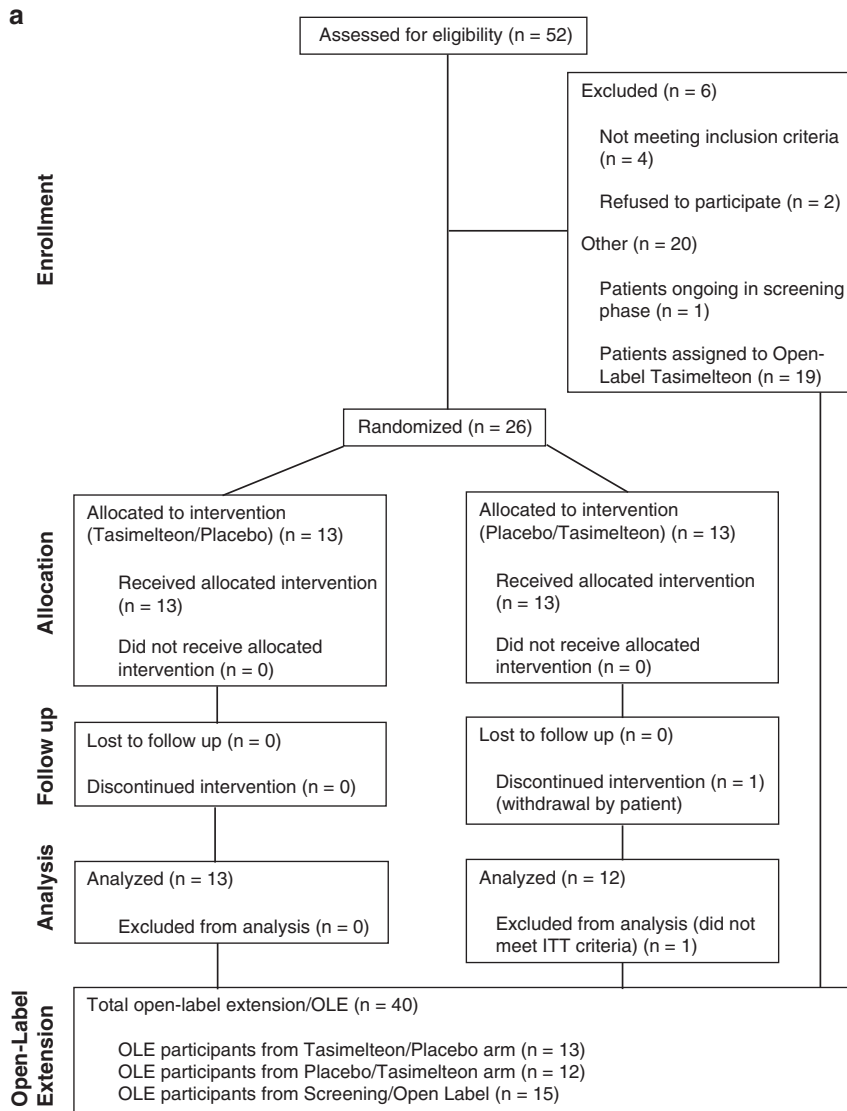 a
Assessed for eligibility (n = 52)
Enrollment
Excluded (n = 6)
Not meeting inclusion criteria
(n = 4)
Refused to participate (n = 2)
Other (n = 20)
Patients ongoing in screening
phase (n = 1)
Patients assigned to Open-
Label Tasimelteon (n = 19)
Randomized (n = 26)
Allocation
Allocated to intervention
(Tasimelteon/Placebo) (n = 13)
Received allocated intervention
(n = 13)
Did not receive allocated
intervention (n = 0)
Allocated to intervention
(Placebo/Tasimelteon) (n = 13)
Received allocated intervention
(n = 13)
Did not receive allocated
intervention (n = 0)
Follow up
Lost to follow up (n = 0)
Discontinued intervention (n = 0)
Lost to follow up (n = 0)
Discontinued intervention (n = 1)
(withdrawal by patient)
Analysis
Analyzed (n = 13)
Excluded from analysis (n = 0)
Analyzed (n = 12)
Excluded from analysis (did not
meet ITT criteria) (n = 1)
Open-Label
Extension
Total open-label extension/OLE (n = 40)
OLE participants from Tasimelteon/Placebo arm (n = 13)
OLE participants from Placebo/Tasimelteon arm (n = 12)
OLE participants from Screening/Open Label (n = 15)